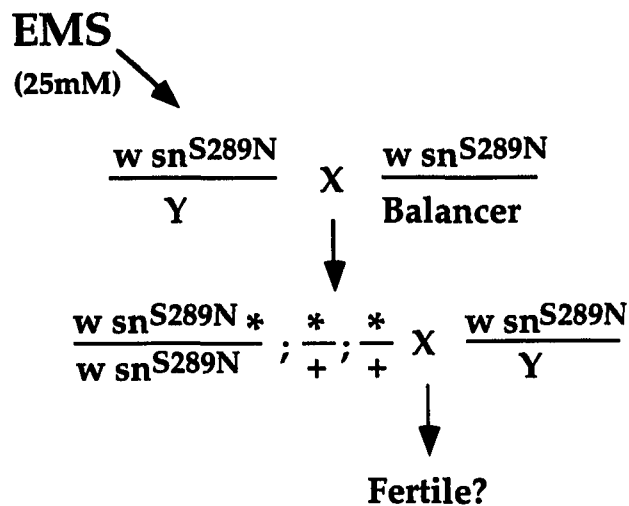 EMS
(25mM)
w snS289N X w snS289N
Y Balancer
w snS289N * ; * ; * X w snS289N
w snS289N + + Y
Fertile?